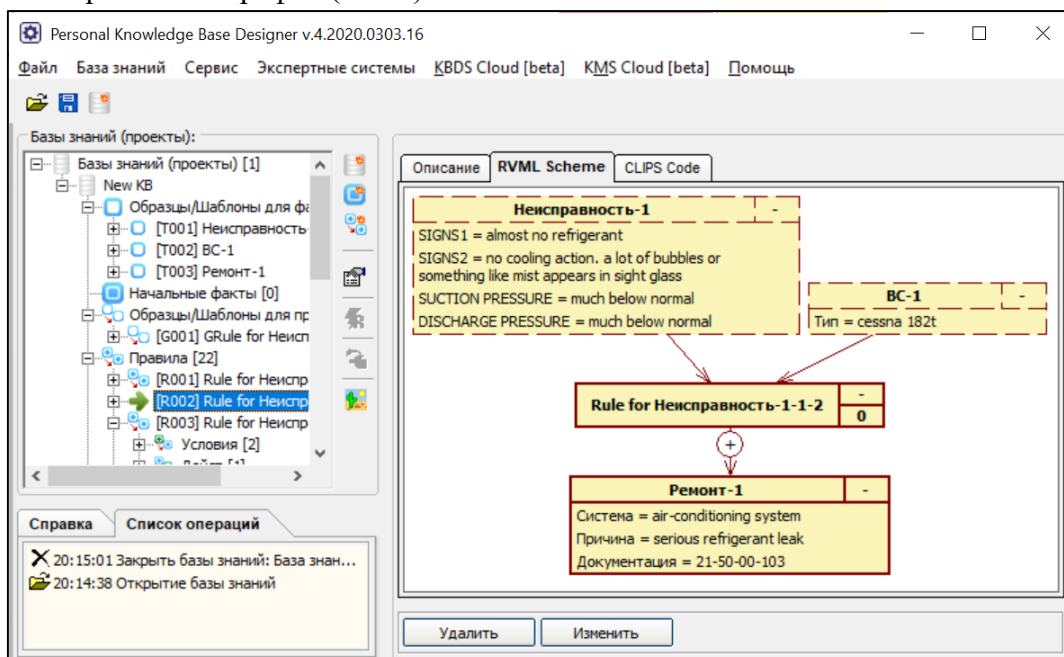 Personal Knowledge Base Designer v.4.2020.0303.16
Файл База знаний Сервис Экспертные системы KBDS Cloud [beta] KMS Cloud [beta] Помощь
Базы знаний (проекты):
Базы знаний (проекты) [1]
New KB
Образцы/Шаблоны для фа
[T001] Неисправность-
[T002] ВС-1
[T003] Ремонт-1
Начальные факты [0]
Образцы/Шаблоны для пр
[G001] GRule for Неисп
Правила [22]
[R001] Rule for Неиспр
[R002] Rule for Неиспр
[R003] Rule for Неиспр
Условия [2]
Справка Список операций
20:15:01 Закрыть базы знаний: База знан...
20:14:38 Открытие базы знаний
Описание RVML Scheme CLIPS Code
Неисправность-1 -
SIGNS1 = almost no refrigerant
SIGNS2 = no cooling action. a lot of bubbles or
something like mist appears in sight glass
SUCTION PRESSURE = much below normal
DISCHARGE PRESSURE = much below normal
ВС-1 -
Тип = cessna 182t
Rule for Неисправность-1-1-2 -
0
+
Ремонт-1 -
Система = air-conditioning system
Причина = serious refrigerant leak
Документация = 21-50-00-103
Удалить Изменить